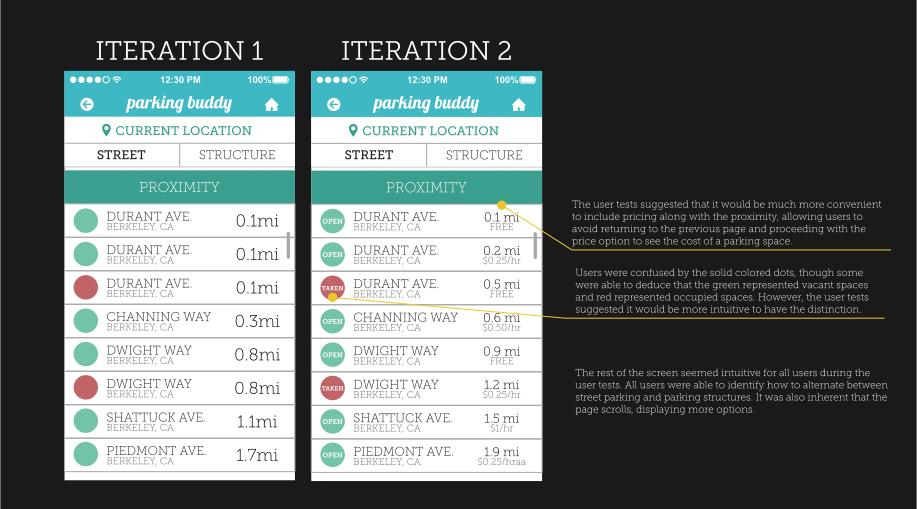 ITERATION 1
12:30 PM 100%
parking buddy
CURRENT LOCATION
STREET STRUCTURE
PROXIMITY
DURANT AVE. 0.1mi
BERKELEY, CA
DURANT AVE. 0.1mi
BERKELEY, CA
DURANT AVE. 0.1mi
BERKELEY, CA
CHANNING WAY 0.3mi
BERKELEY, CA
DWIGHT WAY 0.8mi
BERKELEY, CA
DWIGHT WAY 0.8mi
BERKELEY, CA
SHATTUCK AVE. 1.1mi
BERKELEY, CA
PIEDMONT AVE. 1.7mi
BERKELEY, CA
ITERATION 2
12:30 PM 100%
parking buddy
CURRENT LOCATION
STREET STRUCTURE
PROXIMITY
OPEN DURANT AVE. 0.1 mi
BERKELEY, CA FREE
OPEN DURANT AVE. 0.2 mi
BERKELEY, CA $0.25/hr
TAKEN DURANT AVE. 0.5 mi
BERKELEY, CA FREE
OPEN CHANNING WAY 0.6 mi
BERKELEY, CA $0.50/hr
OPEN DWIGHT WAY 0.9 mi
BERKELEY, CA FREE
TAKEN DWIGHT WAY 1.2 mi
BERKELEY, CA $0.25/hr
OPEN SHATTUCK AVE. 1.5 mi
BERKELEY, CA $1/hr
OPEN PIEDMONT AVE. 1.9 mi
BERKELEY, CA $0.25/hraa
The user tests suggested that it would be much more convenient
to include pricing along with the proximity, allowing users to
avoid returning to the previous page and proceeding with the
price option to see the cost of a parking space.
Users were confused by the solid colored dots, though some
were able to deduce that the green represented vacant spaces
and red represented occupied spaces. However, the user tests
suggested it would be more intuitive to have the distinction.
The rest of the screen seemed intuitive for all users during the
user tests. All users were able to identify how to alternate between
street parking and parking structures. It was also inherent that the
page scrolls, displaying more options.